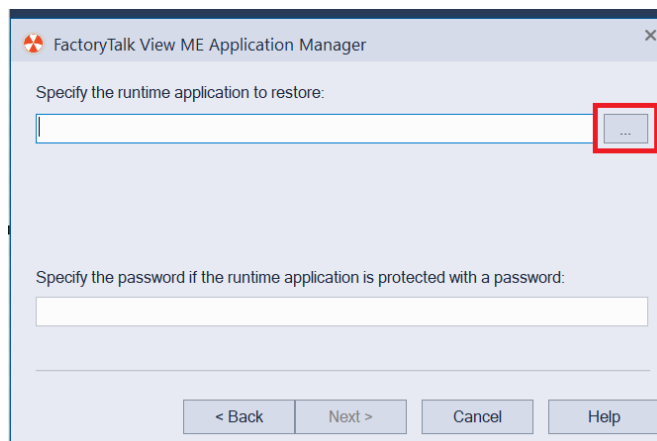 FactoryTalk View ME Application Manager
Specify the runtime application to restore:
...
Specify the password if the runtime application is protected with a password:
< Back
Next >
Cancel
Help